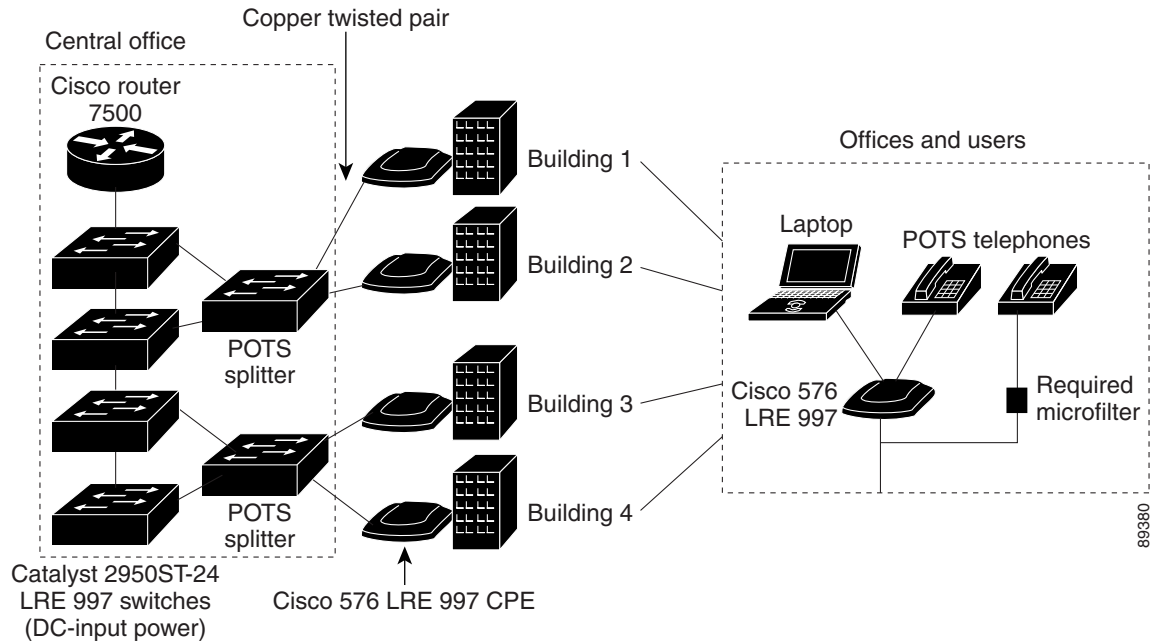 Copper twisted pair
Central office
Cisco router
7500
Building 1
Building 2
Building 3
Building 4
POTS
splitter
POTS
splitter
Catalyst 2950ST-24
LRE 997 switches
(DC-input power)
Cisco 576 LRE 997 CPE
Offices and users
Laptop
POTS telephones
Cisco 576
LRE 997
Required
microfilter
89380